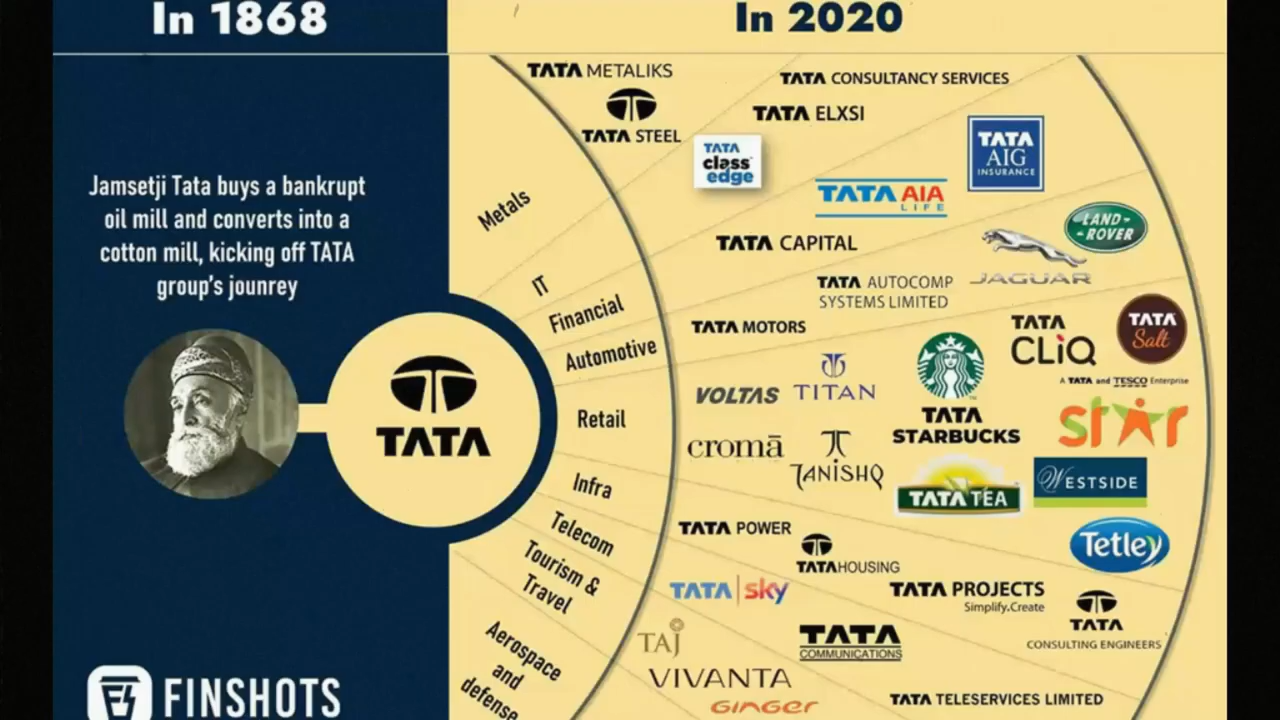 In 1868
In 2020
Jamsetji Tata buys a bankrupt
oil mill and converts into a
cotton mill, kicking off TATA
group's jounrey
TATA
FINSHOTS
Metals
IT
Financial
Automotive
Retail
Infra
Telecom
Tourism &
Travel
Aerospace
and
defense
TATA METALIKS
TATA STEEL
TATA CONSULTANCY SERVICES
TATA ELXSI
TATA
class
edge
TATA
AIG
INSURANCE
TATA AIA
LIFE
TATA CAPITAL
LAND-
-ROVER
JAGUAR
TATA AUTOCOMP
SYSTEMS LIMITED
TATA MOTORS
TATA
CLiQ
TATA
Salt
VOLTAS
TITAN
TATA
STARBUCKS
A TATA and TESCO Enterprise
star
cromā
TANISHQ
TATA TEA
WESTSIDE
Tetley
TATA POWER
TATA HOUSING
TATA PROJECTS
Simplify.Create
TATA
CONSULTING ENGINEERS
TATA sky
TATA
COMMUNICATIONS
TATA TELESERVICES LIMITED
TAJ
VIVANTA
GINGER